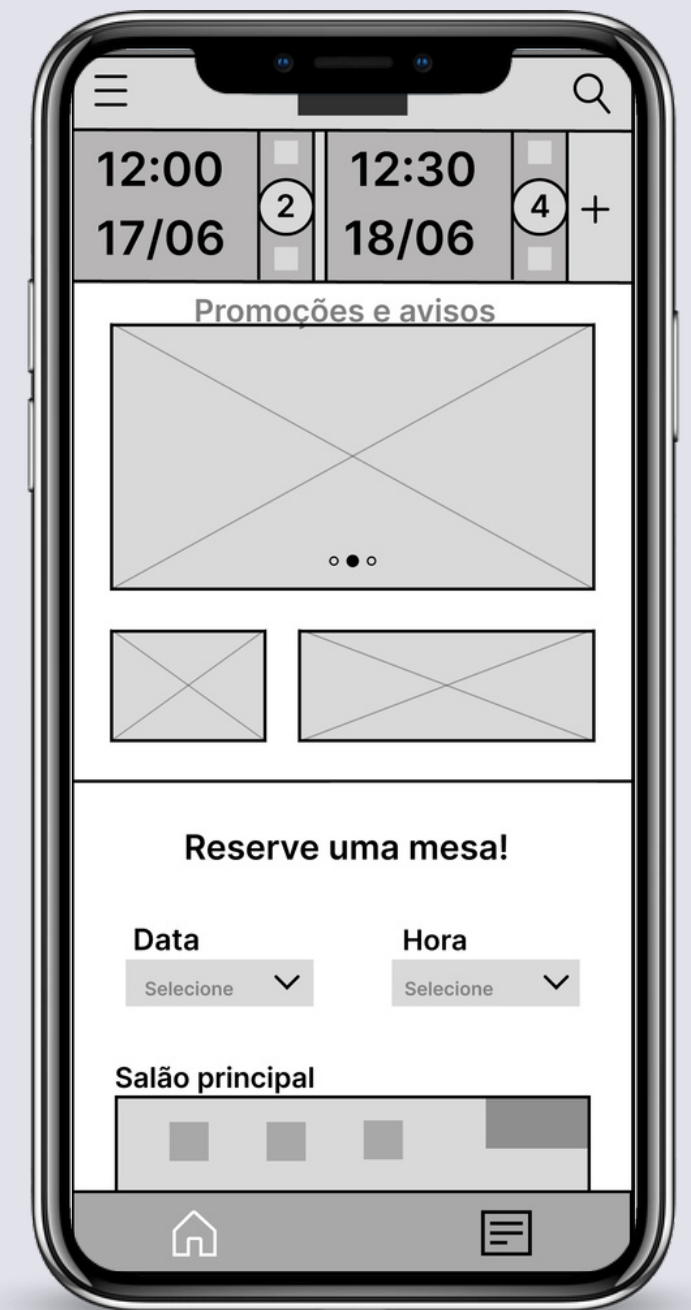 12:00
17/06
2
12:30
18/06
4
+
Promoções e avisos
Reserve uma mesa!
Data
Hora
Selecione
Selecione
Salão principal